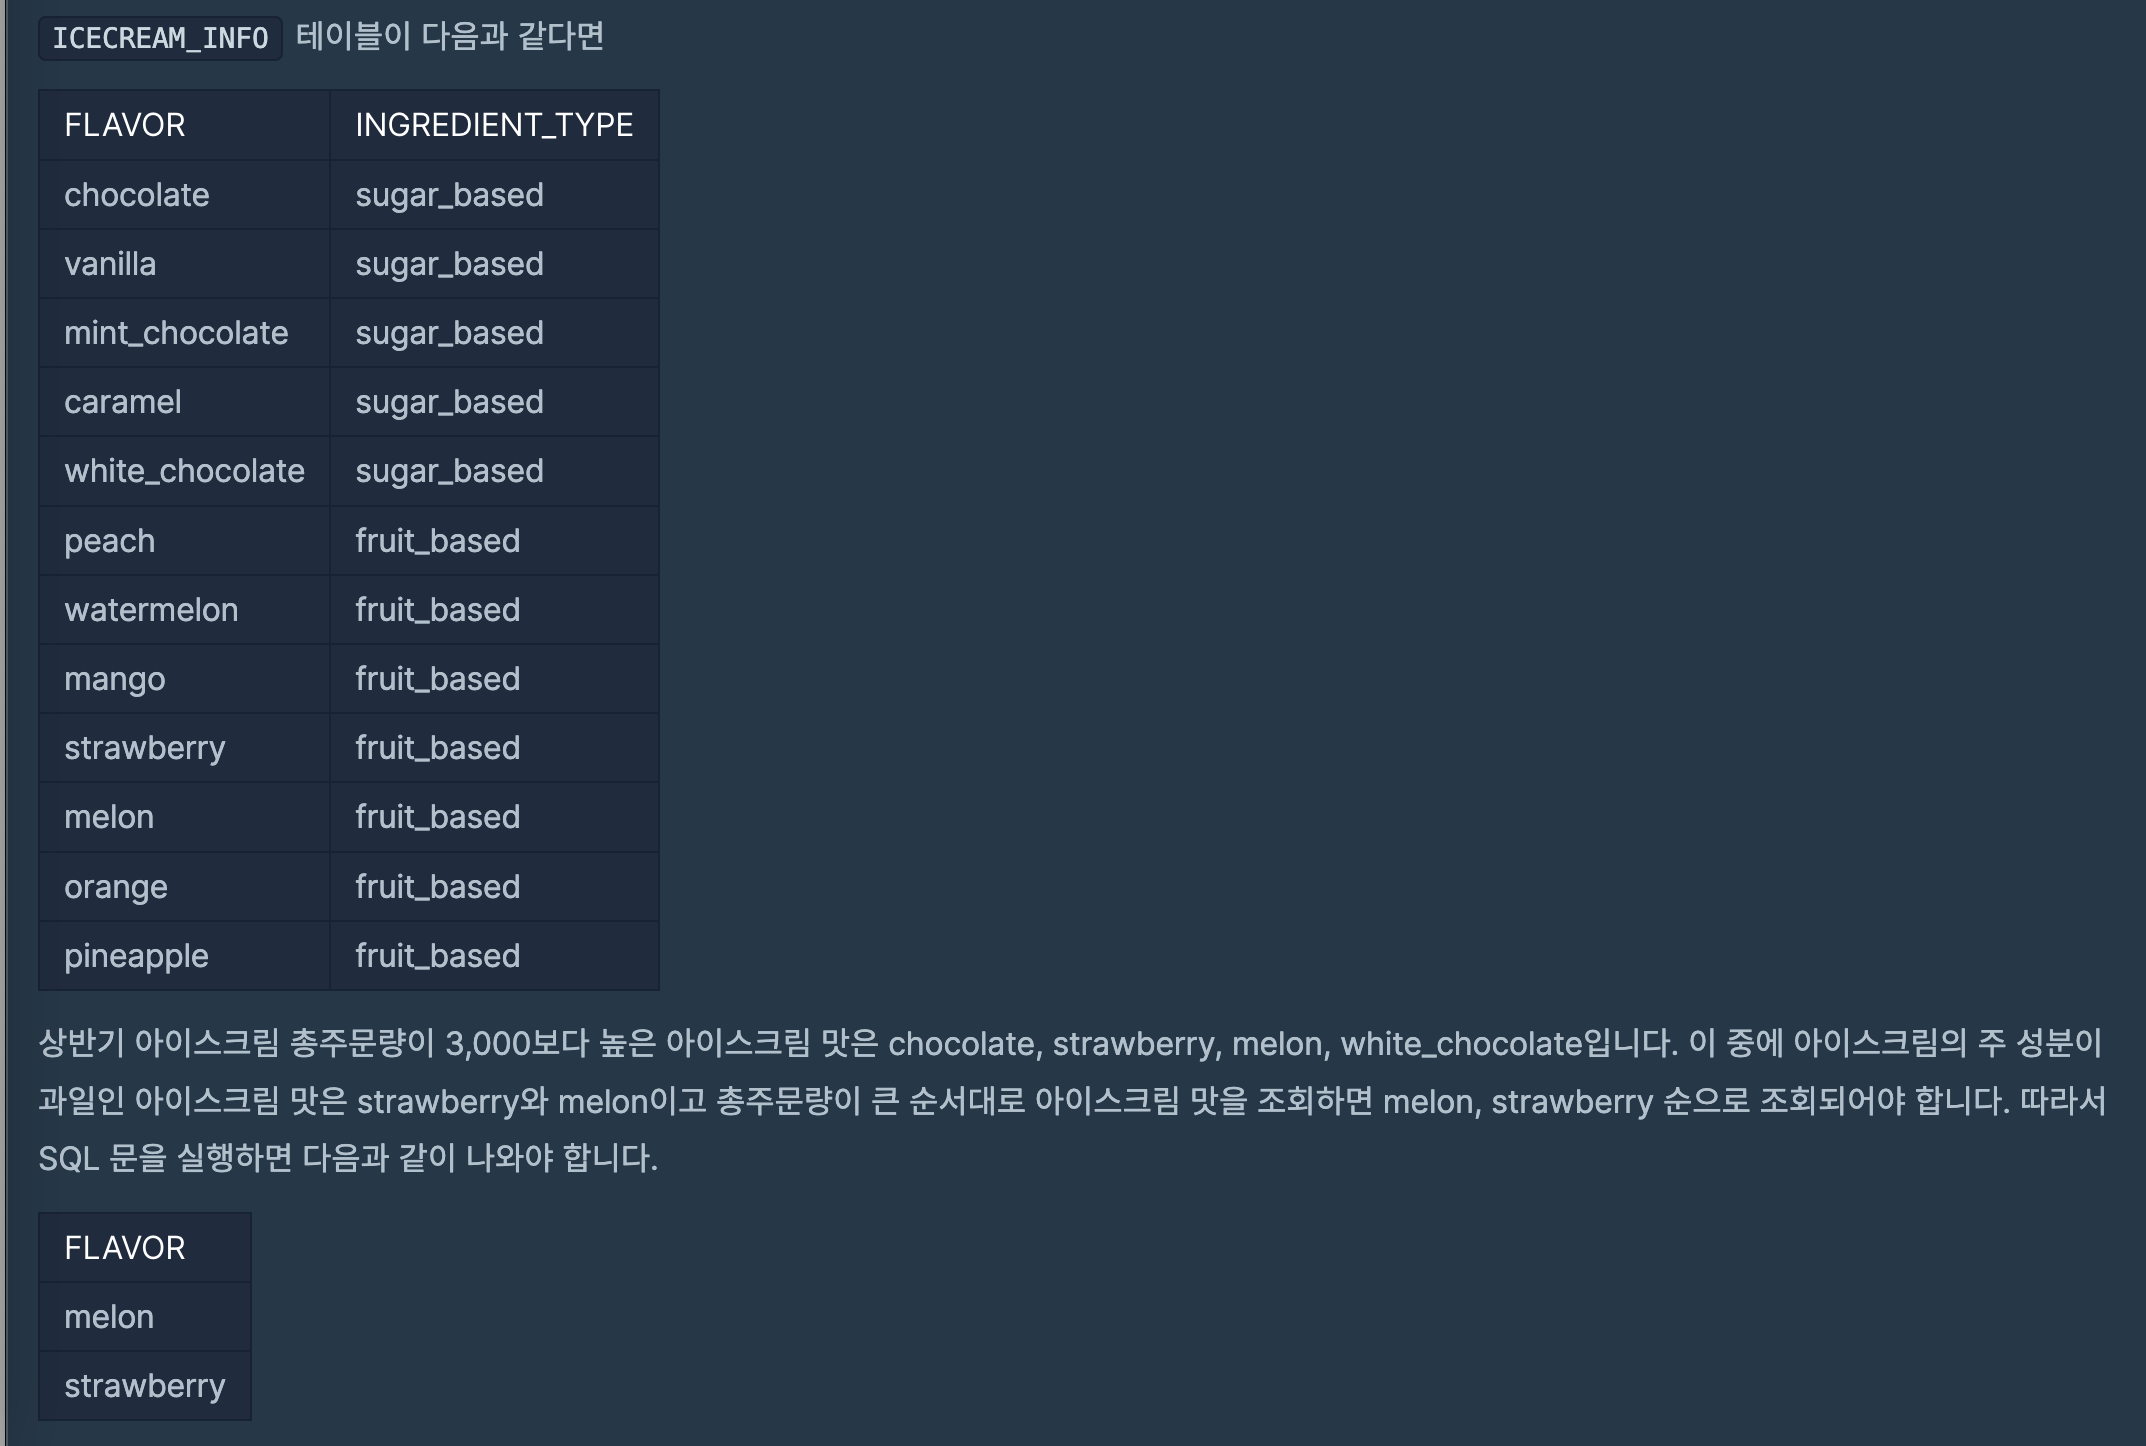 ICECREAM_INFO 테이블이 다음과 같다면
FLAVOR INGREDIENT_TYPE
chocolate sugar_based
vanilla sugar_based
mint_chocolate sugar_based
caramel sugar_based
white_chocolate sugar_based
peach fruit_based
watermelon fruit_based
mango fruit_based
strawberry fruit_based
melon fruit_based
orange fruit_based
pineapple fruit_based
상반기 아이스크림 총주문량이 3,000보다 높은 아이스크림 맛은 chocolate, strawberry, melon, white_chocolate입니다. 이 중에 아이스크림의 주 성분이
과일인 아이스크림 맛은 strawberry와 melon이고 총주문량이 큰 순서대로 아이스크림 맛을 조회하면 melon, strawberry 순으로 조회되어야 합니다. 따라서
SQL 문을 실행하면 다음과 같이 나와야 합니다.
FLAVOR
melon
strawberry